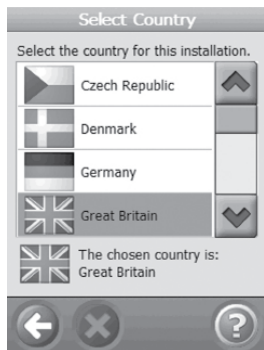 Select Country
Select the country for this installation.
Czech Republic
Denmark
Germany
Great Britain
The chosen country is:
Great Britain
?